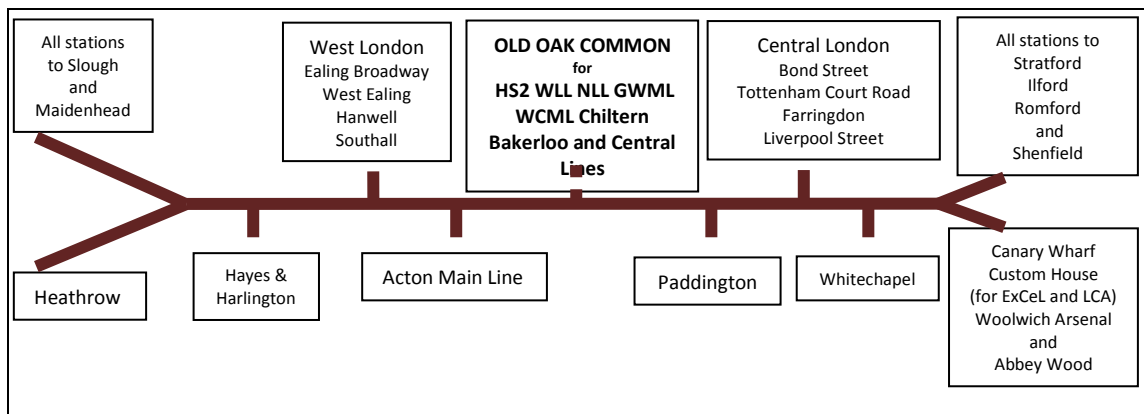 All stations
to Slough
and
Maidenhead
West London
Ealing Broadway
West Ealing
Hanwell
Southall
OLD OAK COMMON
for
HS2 WLL NLL GWML
WCML Chiltern
Bakerloo and Central
Lines
Central London
Bond Street
Tottenham Court Road
Farringdon
Liverpool Street
All stations to
Stratford
Ilford
Romford
and
Shenfield
Heathrow
Hayes &
Harlington
Acton Main Line
Paddington
Whitechapel
Canary Wharf
Custom House
(for ExCeL and LCA)
Woolwich Arsenal
and
Abbey Wood